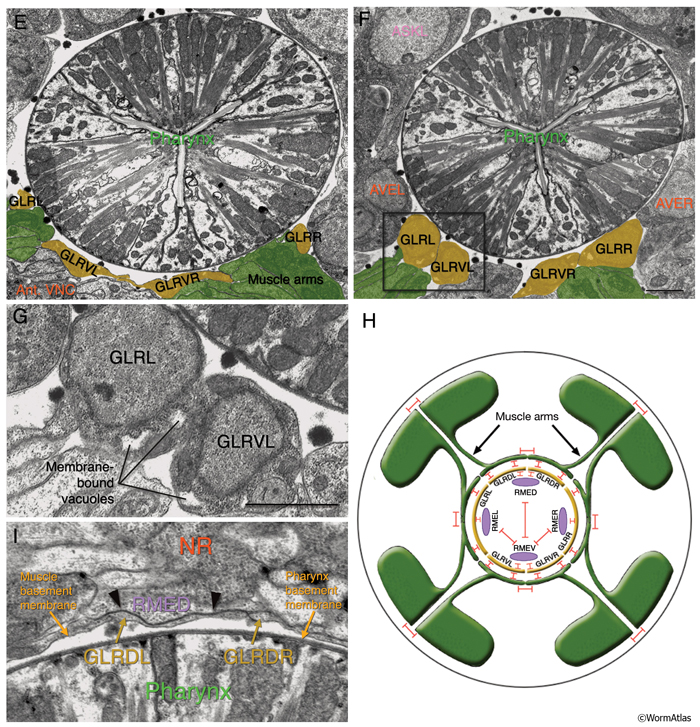 E
Pharynx
GLRL
GLRVL
GLRVR
GLRR
Muscle arms
Ant. VNC
F
ARKL
Pharynx
AVEL
AVER
GLRL
GLRVL
GLRVR
GLRR
G
GLRL
GLRVL
Membrane-
bound
vacuoles
H
Muscle arms
GLRDL
GLRDR
RMED
GLRL
RMEL
RMER
GLRR
RMEV
GLRVL
GLRVR
I
NR
Muscle
basement
membrane
RMED
Pharynx
basement
membrane
GLRDL
GLRDR
Pharynx
©WormAtlas